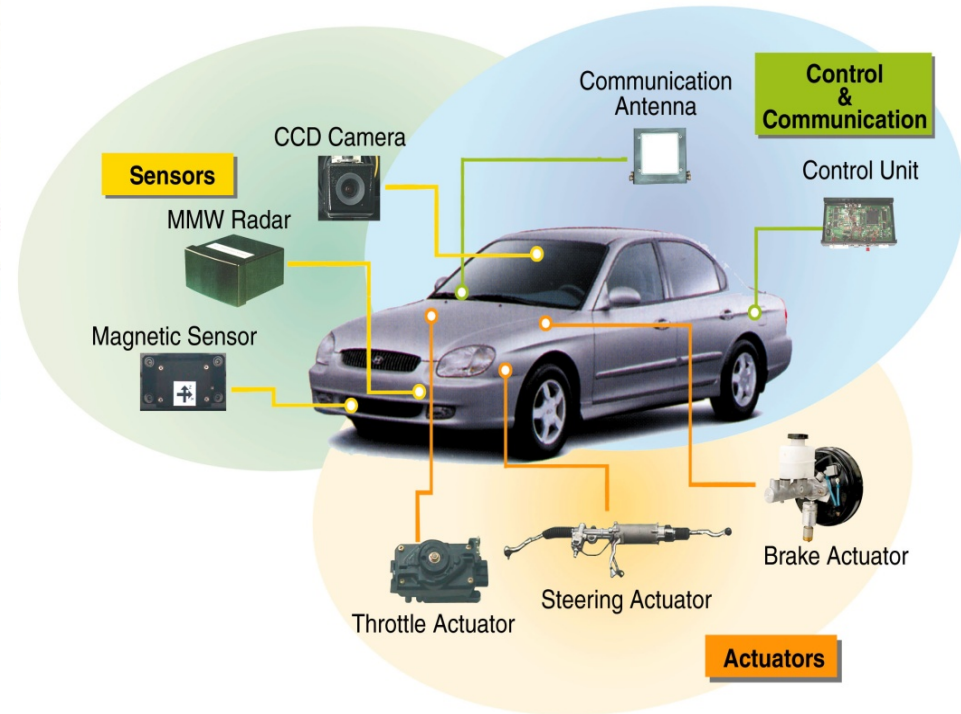 Communication
Antenna
Control
&
Communication
CCD Camera
Control Unit
Sensors
MMW Radar
Magnetic Sensor
Brake Actuator
Steering Actuator
Throttle Actuator
Actuators